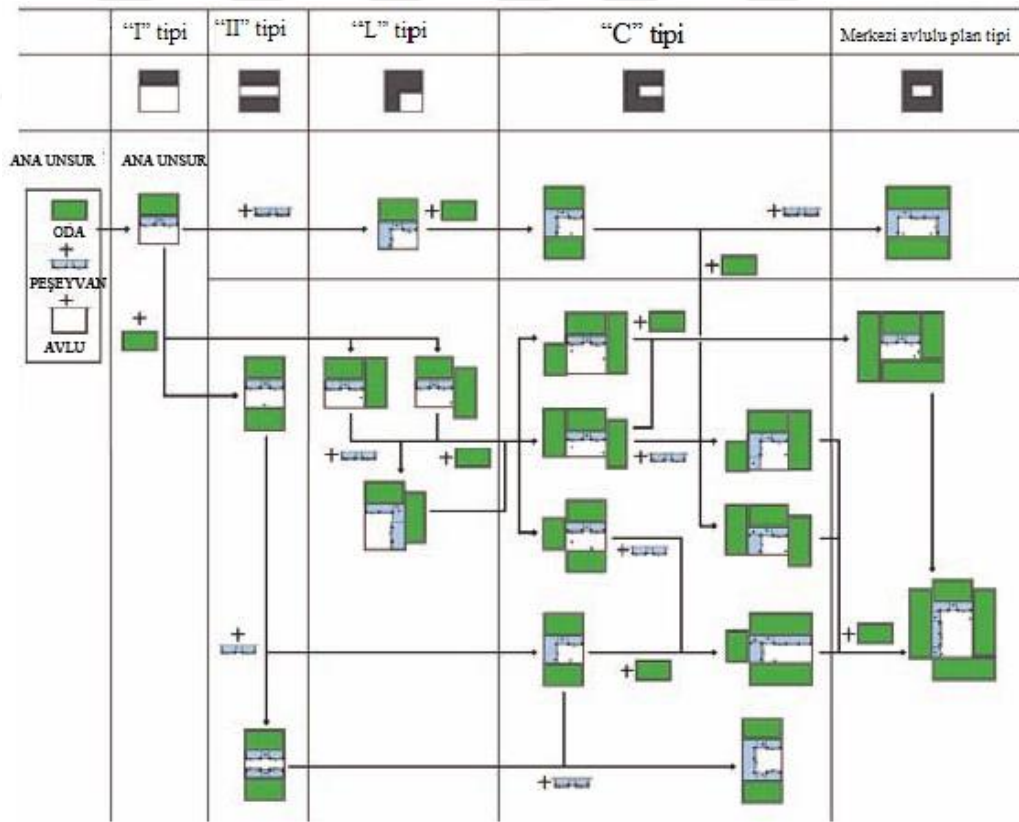 “I” tipi
“II” tipi
“L” tipi
“C” tipi
Merkezi avlulu plan tipi
ANA UNSUR
ANA UNSUR
ODA
+
PEŞEYVAN
+
AVLU
+
+
+
+
+
+
+
+
+
+
+
+
+
+